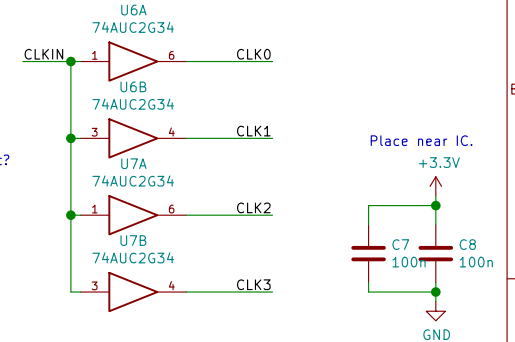 U6A
74AUC2G34
CLKIN
1
6
CLK0
U6B
74AUC2G34
3
4
CLK1
U7A
74AUC2G34
1
6
CLK2
U7B
74AUC2G34
3
4
CLK3
Place near IC.
+3.3V
C7
100n
C8
100n
GND